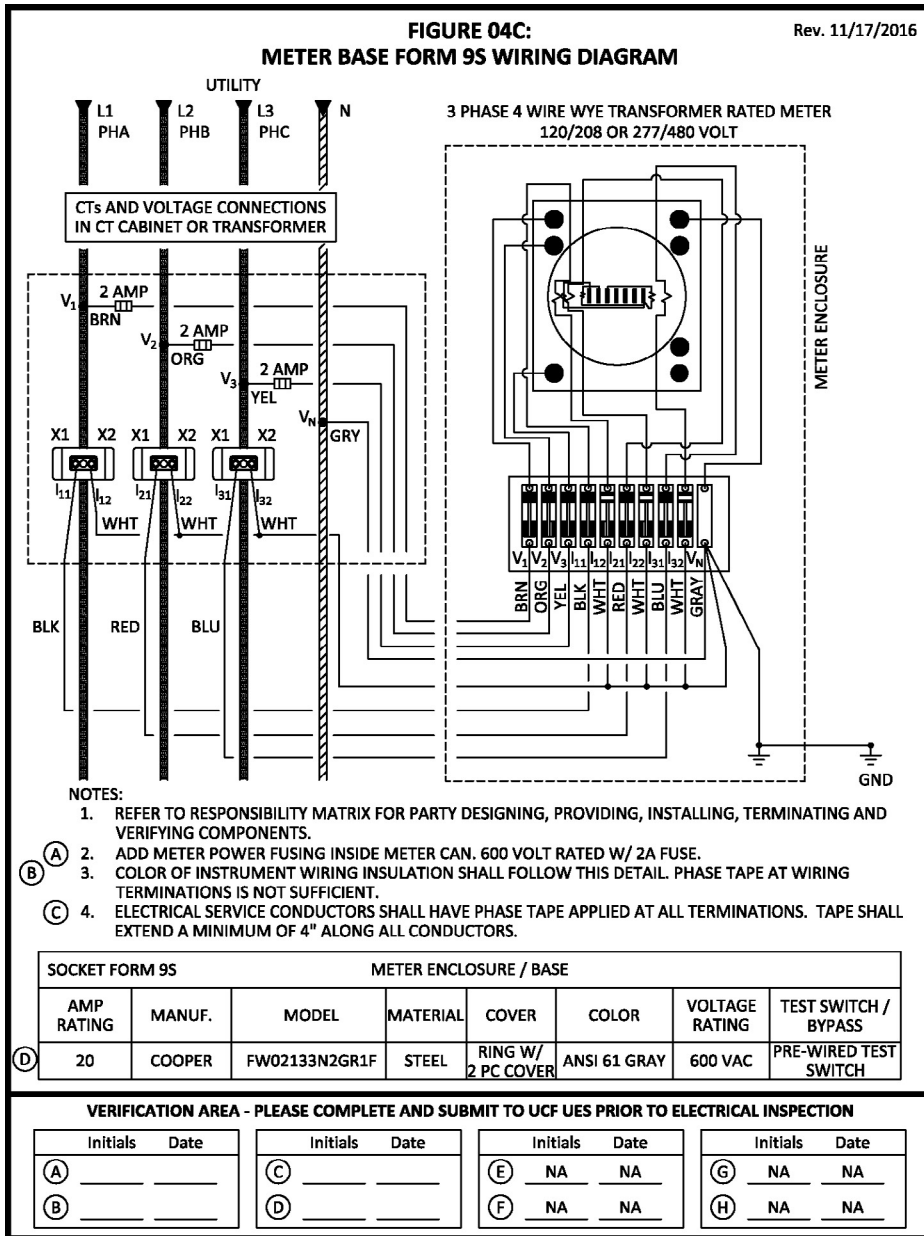 FIGURE 04C:
METER BASE FORM 9S WIRING DIAGRAM
Rev. 11/17/2016
UTILITY
L1
PHA
L2
PHB
L3
PHC
N
3 PHASE 4 WIRE WYE TRANSFORMER RATED METER
120/208 OR 277/480 VOLT
CTs AND VOLTAGE CONNECTIONS
IN CT CABINET OR TRANSFORMER
METER ENCLOSURE
V1
2 AMP
BRN
V2
2 AMP
ORG
V3
2 AMP
YEL
VN
GRY
X1 X2 X1 X2 X1 X2
I11 I12 I21 I22 I31 I32
WHT WHT WHT
BLK RED BLU
V1 V2 V3 I11 I12 I21 I22 I31 I32 VN
BRN
ORG
YEL
BLK
WHT
RED
WHT
BLU
WHT
GRAY
GND
NOTES:
1. REFER TO RESPONSIBILITY MATRIX FOR PARTY DESIGNING, PROVIDING, INSTALLING, TERMINATING AND
VERIFYING COMPONENTS.
A 2. ADD METER POWER FUSING INSIDE METER CAN. 600 VOLT RATED W/ 2A FUSE.
B 3. COLOR OF INSTRUMENT WIRING INSULATION SHALL FOLLOW THIS DETAIL. PHASE TAPE AT WIRING
TERMINATIONS IS NOT SUFFICIENT.
C 4. ELECTRICAL SERVICE CONDUCTORS SHALL HAVE PHASE TAPE APPLIED AT ALL TERMINATIONS. TAPE SHALL
EXTEND A MINIMUM OF 4" ALONG ALL CONDUCTORS.
SOCKET FORM 9S METER ENCLOSURE / BASE
AMP RATING MANUF. MODEL MATERIAL COVER COLOR VOLTAGE RATING TEST SWITCH / BYPASS
D 20 COOPER FW02133N2GR1F STEEL RING W/ 2 PC COVER ANSI 61 GRAY 600 VAC PRE-WIRED TEST SWITCH
VERIFICATION AREA - PLEASE COMPLETE AND SUBMIT TO UCF UES PRIOR TO ELECTRICAL INSPECTION
Initials Date Initials Date Initials Date Initials Date
A C E NA NA G NA NA
B D F NA NA H NA NA